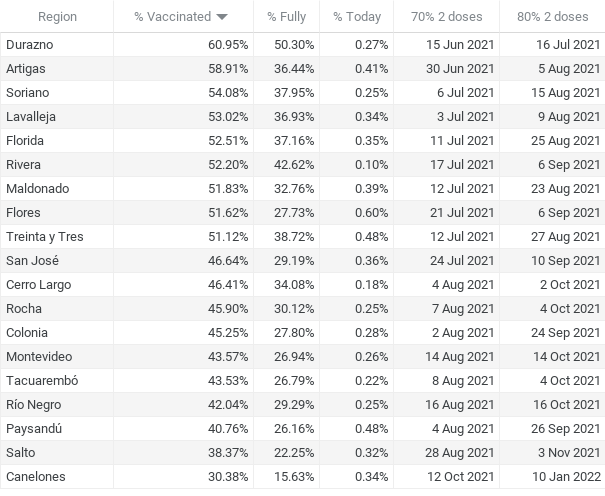 Region % Vaccinated % Fully % Today 70% 2 doses 80% 2 doses
Durazno 60.95% 50.30% 0.27% 15 Jun 2021 16 Jul 2021
Artigas 58.91% 36.44% 0.41% 30 Jun 2021 5 Aug 2021
Soriano 54.08% 37.95% 0.25% 6 Jul 2021 15 Aug 2021
Lavalleja 53.02% 36.93% 0.34% 3 Jul 2021 9 Aug 2021
Florida 52.51% 37.16% 0.35% 11 Jul 2021 25 Aug 2021
Rivera 52.20% 42.62% 0.10% 17 Jul 2021 6 Sep 2021
Maldonado 51.83% 32.76% 0.39% 12 Jul 2021 23 Aug 2021
Flores 51.62% 27.73% 0.60% 21 Jul 2021 6 Sep 2021
Treinta y Tres 51.12% 38.72% 0.48% 12 Jul 2021 27 Aug 2021
San José 46.64% 29.19% 0.36% 24 Jul 2021 10 Sep 2021
Cerro Largo 46.41% 34.08% 0.18% 4 Aug 2021 2 Oct 2021
Rocha 45.90% 30.12% 0.25% 7 Aug 2021 4 Oct 2021
Colonia 45.25% 27.80% 0.28% 2 Aug 2021 24 Sep 2021
Montevideo 43.57% 26.94% 0.26% 14 Aug 2021 14 Oct 2021
Tacuarembó 43.53% 26.79% 0.22% 8 Aug 2021 4 Oct 2021
Río Negro 42.04% 29.29% 0.25% 16 Aug 2021 16 Oct 2021
Paysandú 40.76% 26.16% 0.48% 4 Aug 2021 26 Sep 2021
Salto 38.37% 22.25% 0.32% 28 Aug 2021 3 Nov 2021
Canelones 30.38% 15.63% 0.34% 12 Oct 2021 10 Jan 2022